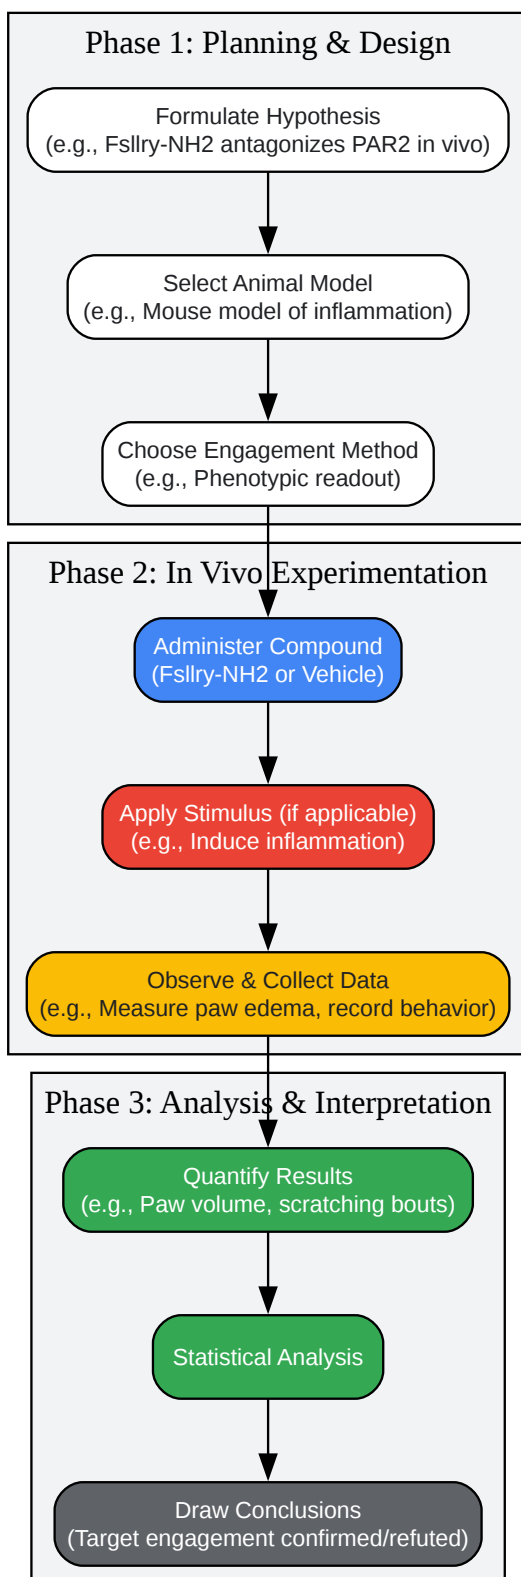 Phase 1: Planning & Design
Formulate Hypothesis
(e.g., Fsllry-NH2 antagonizes PAR2 in vivo)
Select Animal Model
(e.g., Mouse model of inflammation)
Choose Engagement Method
(e.g., Phenotypic readout)
Phase 2: In Vivo Experimentation
Administer Compound
(Fsllry-NH2 or Vehicle)
Apply Stimulus (if applicable)
(e.g., Induce inflammation)
Observe & Collect Data
(e.g., Measure paw edema, record behavior)
Phase 3: Analysis & Interpretation
Quantify Results
(e.g., Paw volume, scratching bouts)
Statistical Analysis
Draw Conclusions
(Target engagement confirmed/refuted)